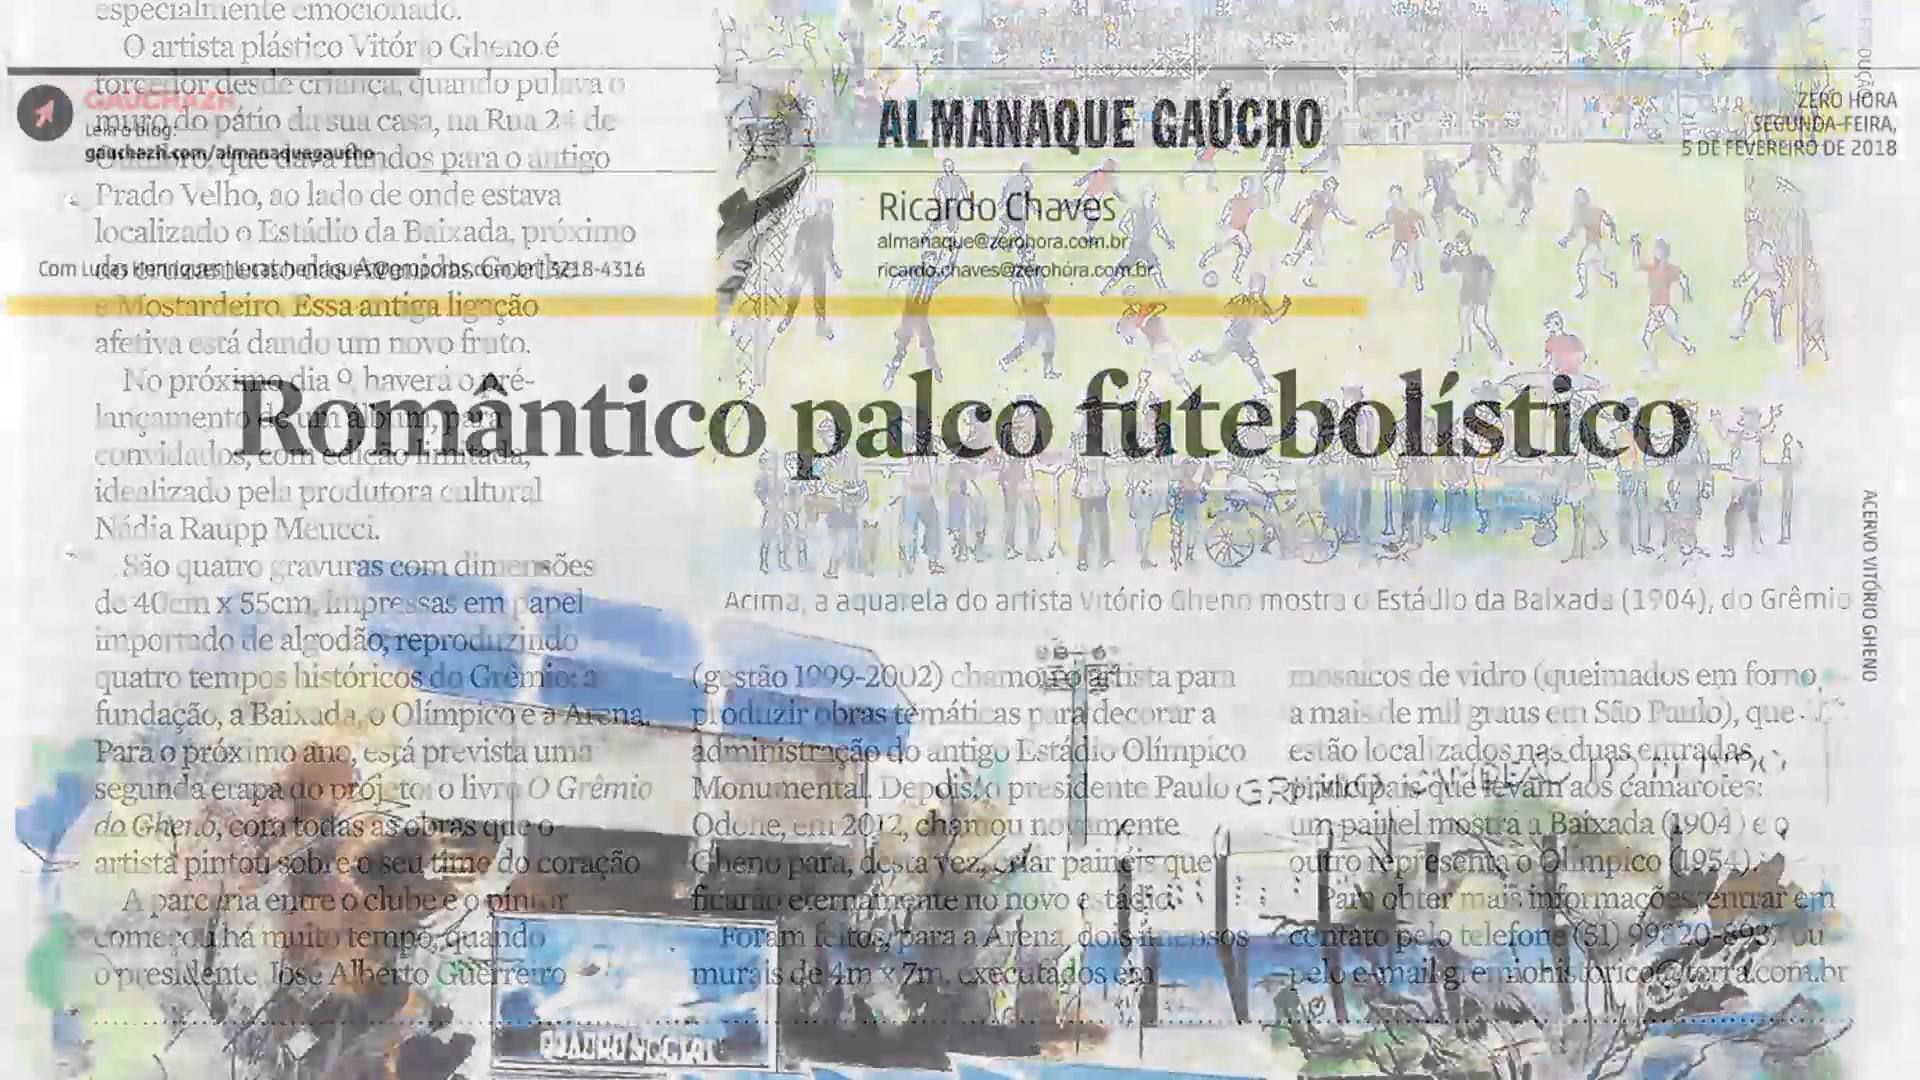 especialmente emocionado.
O artista plástico Vitório Gheno é
torcedor desde criança, quando pulava o
muro do pátio da sua casa, na Rua 24 de
que dava fundos para o antigo
Prado Velho, ao lado de onde estava
localizado o Estádio da Baixada, próximo
e Mostardeiro. Essa antiga ligação
afetiva está dando um novo fruto.
No próximo dia 9, haverá o pré-
lançamento de um álbum, para
convidados, com edição limitada,
idealizado pela produtora cultural
Nádia Raupp Meucci.
São quatro gravuras com dimensões
de 40cm x 55cm, impressas em papel
importado de algodão, reproduzindo
quatro tempos históricos do Grêmio: a
fundação, a Baixada, o Olímpico e a Arena.
Para o próximo ano, está prevista uma
segunda etapa do projeto: o livro O Grêmio
do Gheno, com todas as obras que o
artista pintou sobre o seu time do coração
A parceria entre o clube e o pintor
começou há muito tempo, quando
o presidente José Alberto Guerreiro
GAUCHAZH
Leia o blog:
gauchazh.com/almanaquegaucho
Com Lucas Henriques | lucas.henriques@gruporbs.com.br | 3218-4316
ALMANAQUE GAÚCHO
Ricardo Chaves
almanaque@zerohora.com.br
ricardo.chaves@zerohora.com.br
ZERO HORA
SEGUNDA-FEIRA,
5 DE FEVEREIRO DE 2018
Romântico palco futebolístico
ACERVO VITÓRIO GHENO
Acima, a aquarela do artista Vitório Gheno mostra o Estádio da Baixada (1904), do Grêmio
(gestão 1999-2002) chamou o artista para
produzir obras temáticas para decorar a
administração do antigo Estádio Olímpico
Monumental. Depois, o presidente Paulo
Odone, em 2012, chamou novamente
Gheno para, desta vez, criar painéis que
ficarão eternamente no novo estádio.
Foram feitos, para a Arena, dois imensos
murais de 4m x 7m, executados em
mosaicos de vidro (queimados em forno
a mais de mil graus em São Paulo), que
estão localizados nas duas entradas
principais que levam aos camarotes:
um painel mostra a Baixada (1904) e o
outro representa o Olímpico (1954).
Para obter mais informações, entrar em
contato pelo telefone (51) ou
pelo e-mail gremiohistorico@terra.com.br
QUADRO SOCIAL